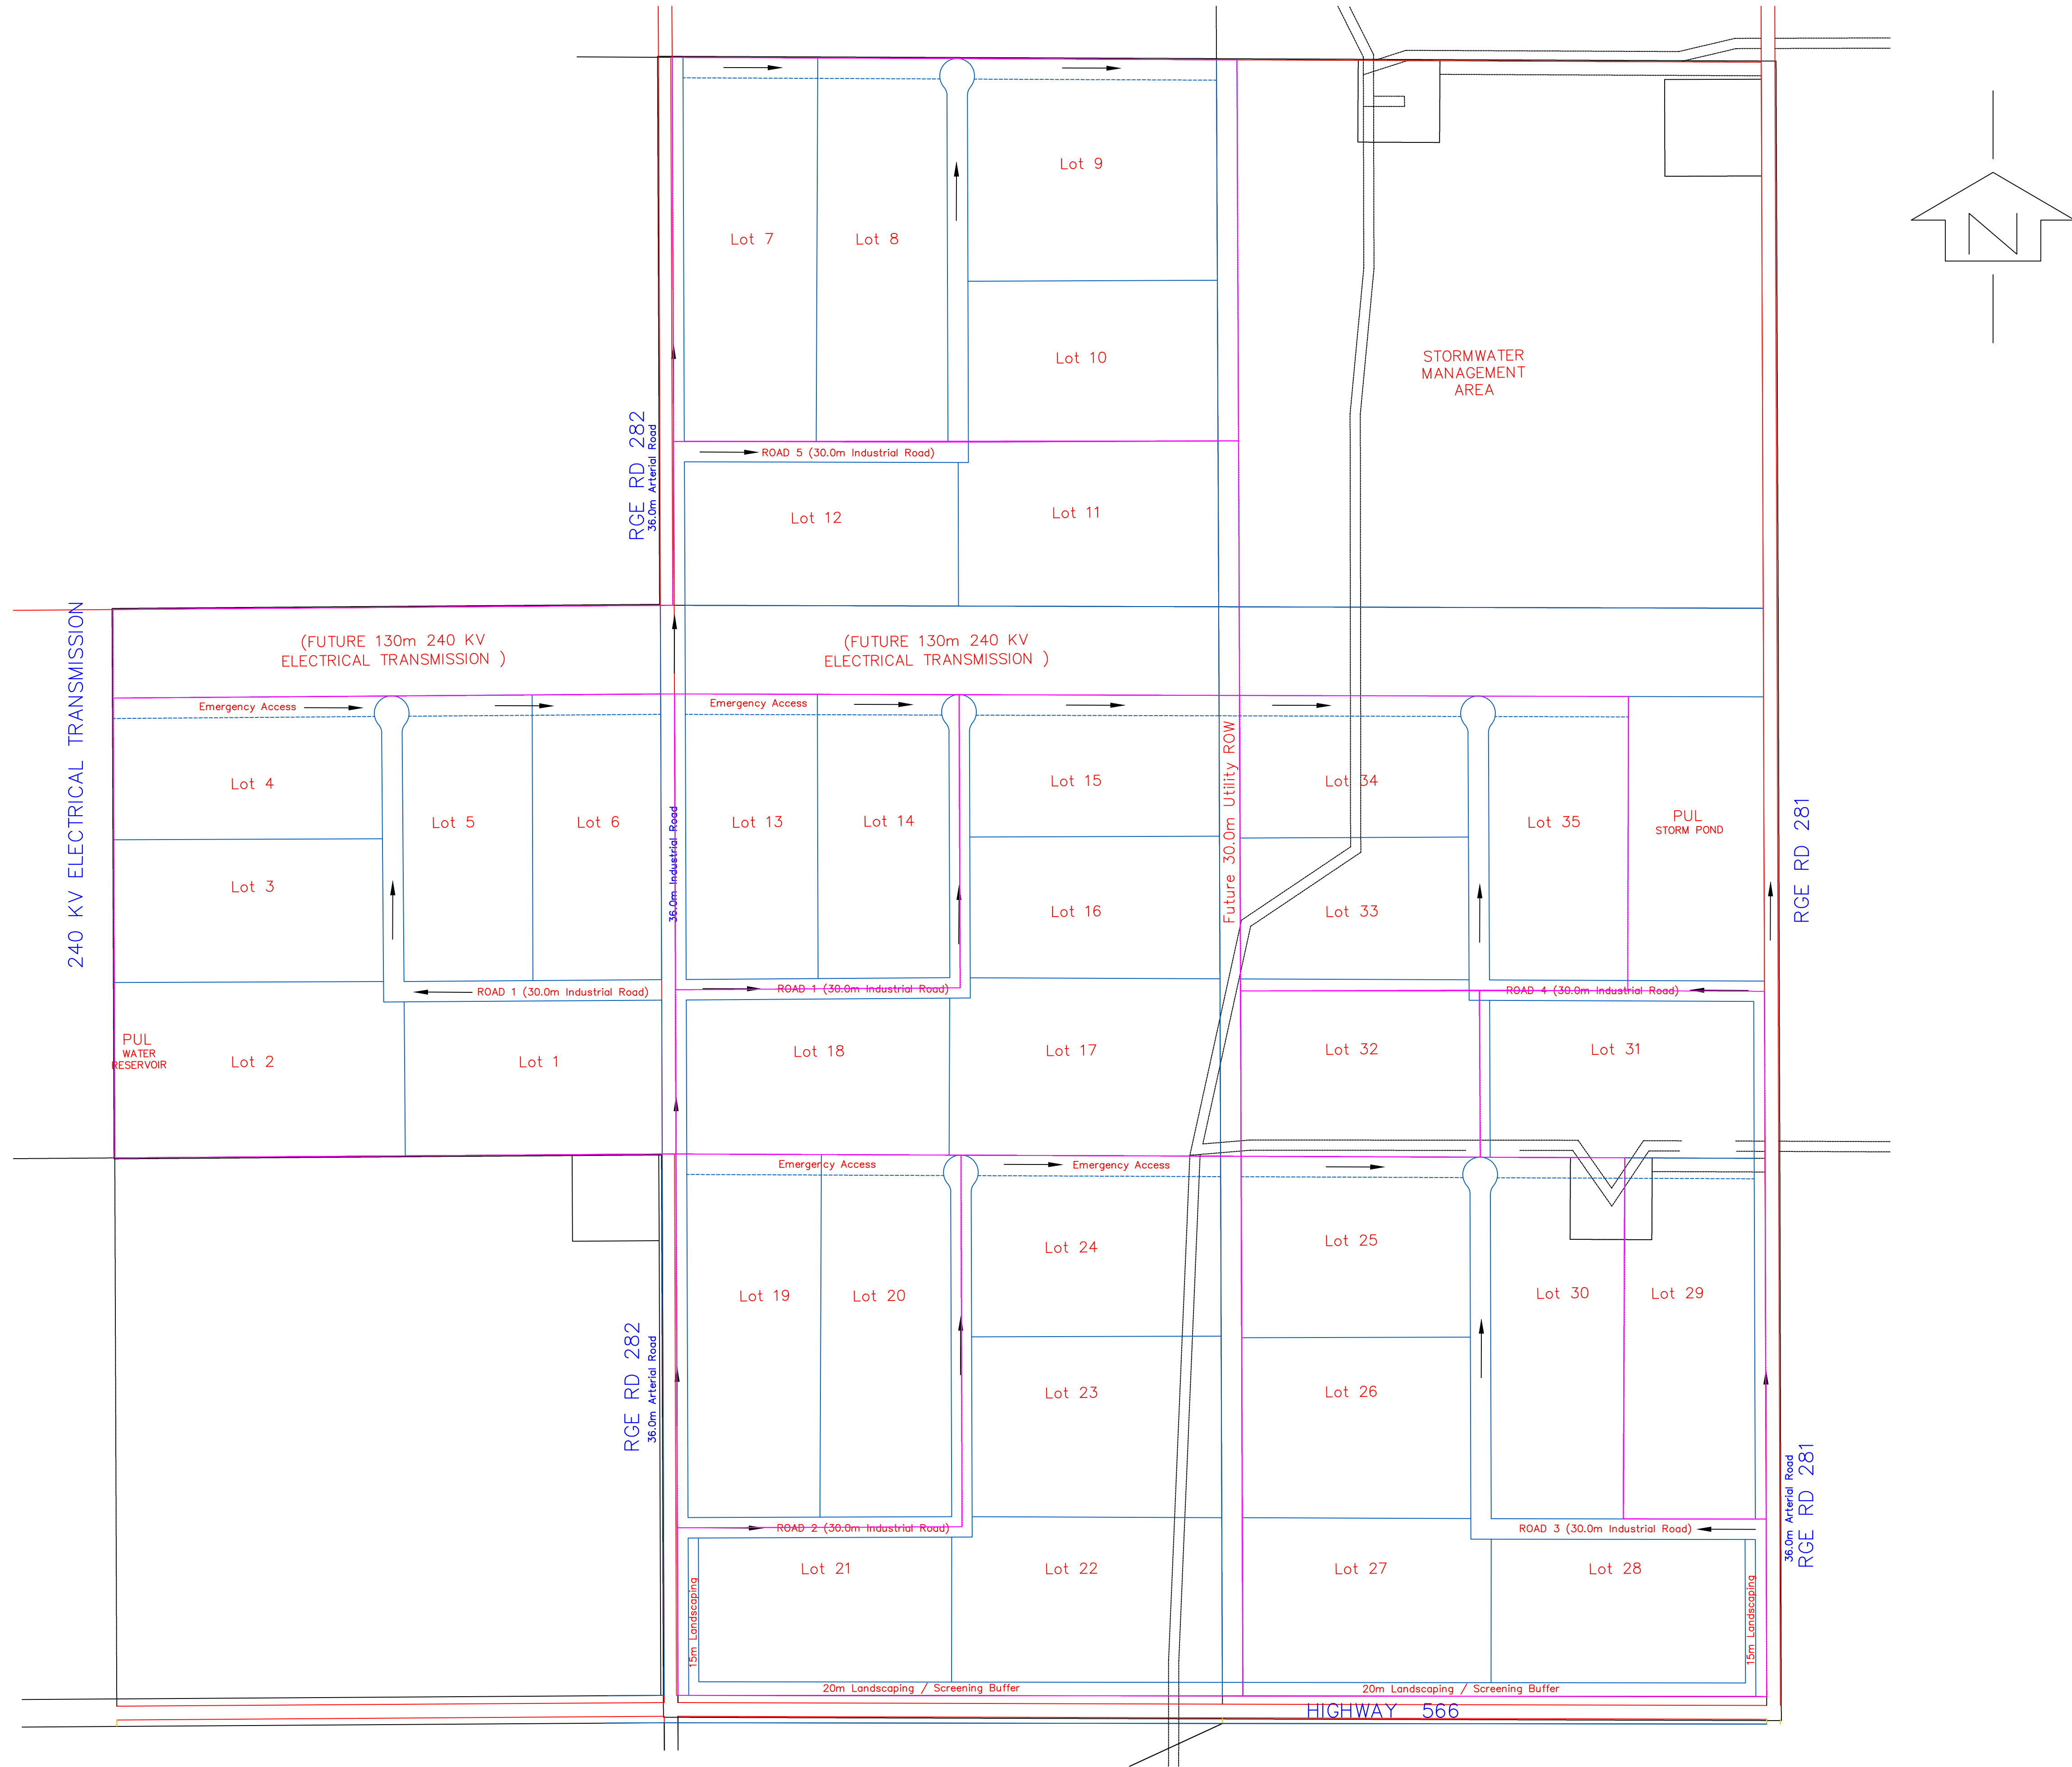 Lot 9
N
Lot 7
Lot 8
Lot 10
STORMWATER
MANAGEMENT
AREA
RGE RD 282
36.0m Arterial Road
ROAD 5 (30.0m Industrial Road)
Lot 12
Lot 11
240 KV ELECTRICAL TRANSMISSION
(FUTURE 130m 240 KV
ELECTRICAL TRANSMISSION )
(FUTURE 130m 240 KV
ELECTRICAL TRANSMISSION )
Emergency Access
Emergency Access
Lot 4
Lot 5
Lot 6
36.0m Industrial Road
Lot 13
Lot 14
Lot 15
Future 30.0m Utility ROW
Lot 34
Lot 35
PUL
STORM POND
RGE RD 281
Lot 3
Lot 16
Lot 33
ROAD 1 (30.0m Industrial Road)
ROAD 1 (30.0m Industrial Road)
ROAD 4 (30.0m Industrial Road)
PUL
WATER
RESERVOIR
Lot 2
Lot 1
Lot 18
Lot 17
Lot 32
Lot 31
Emergency Access
Emergency Access
Lot 24
Lot 25
Lot 19
Lot 20
Lot 30
Lot 29
RGE RD 282
36.0m Arterial Road
Lot 23
Lot 26
36.0m Arterial Road
RGE RD 281
ROAD 2 (30.0m Industrial Road)
ROAD 3 (30.0m Industrial Road)
15m Landscaping
Lot 21
Lot 22
Lot 27
Lot 28
15m Landscaping
20m Landscaping / Screening Buffer
20m Landscaping / Screening Buffer
HIGHWAY 566